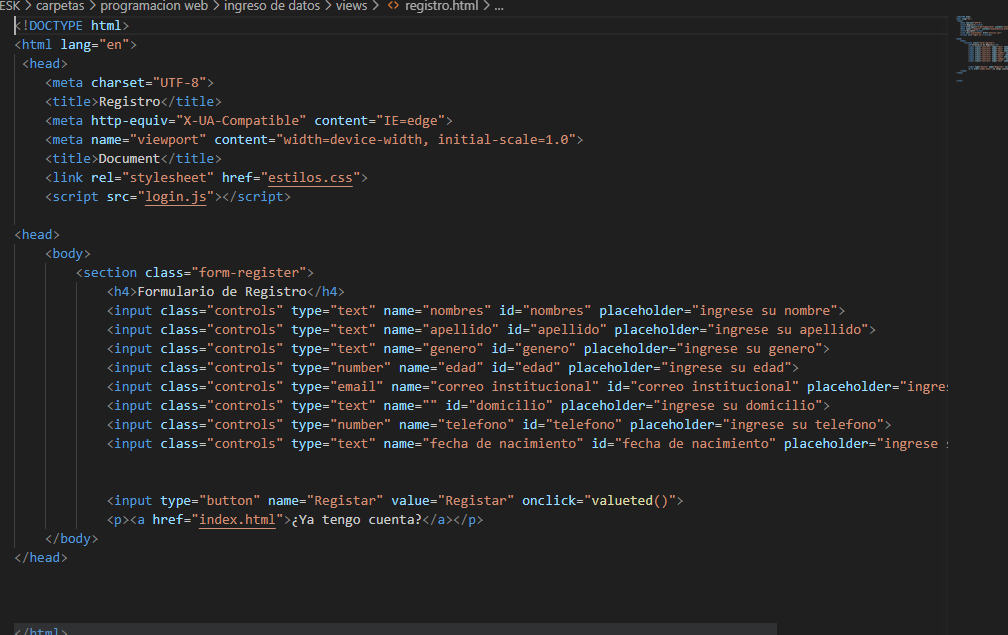 ESK > carpetas > programacion web > ingreso de datos > views > <> registro.html > ...
<!DOCTYPE html>
<html lang="en">
<head>
<meta charset="UTF-8">
<title>Registro</title>
<meta http-equiv="X-UA-Compatible" content="IE=edge">
<meta name="viewport" content="width=device-width, initial-scale=1.0">
<title>Document</title>
<link rel="stylesheet" href="estilos.css">
<script src="login.js"></script>
<head>
<body>
<section class="form-register">
<h4>Formulario de Registro</h4>
<input class="controls" type="text" name="nombres" id="nombres" placeholder="ingrese su nombre">
<input class="controls" type="text" name="apellido" id="apellido" placeholder="ingrese su apellido">
<input class="controls" type="text" name="genero" id="genero" placeholder="ingrese su genero">
<input class="controls" type="number" name="edad" id="edad" placeholder="ingrese su edad">
<input class="controls" type="email" name="correo institucional" id="correo institucional" placeholder="ingres
<input class="controls" type="text" name="" id="domicilio" placeholder="ingrese su domicilio">
<input class="controls" type="number" name="telefono" id="telefono" placeholder="ingrese su telefono">
<input class="controls" type="text" name="fecha de nacimiento" id="fecha de nacimiento" placeholder="ingrese s
<input type="button" name="Registar" value="Registar" onclick="valueted()">
<p><a href="index.html">¿Ya tengo cuenta?</a></p>
</body>
</head>
</html>